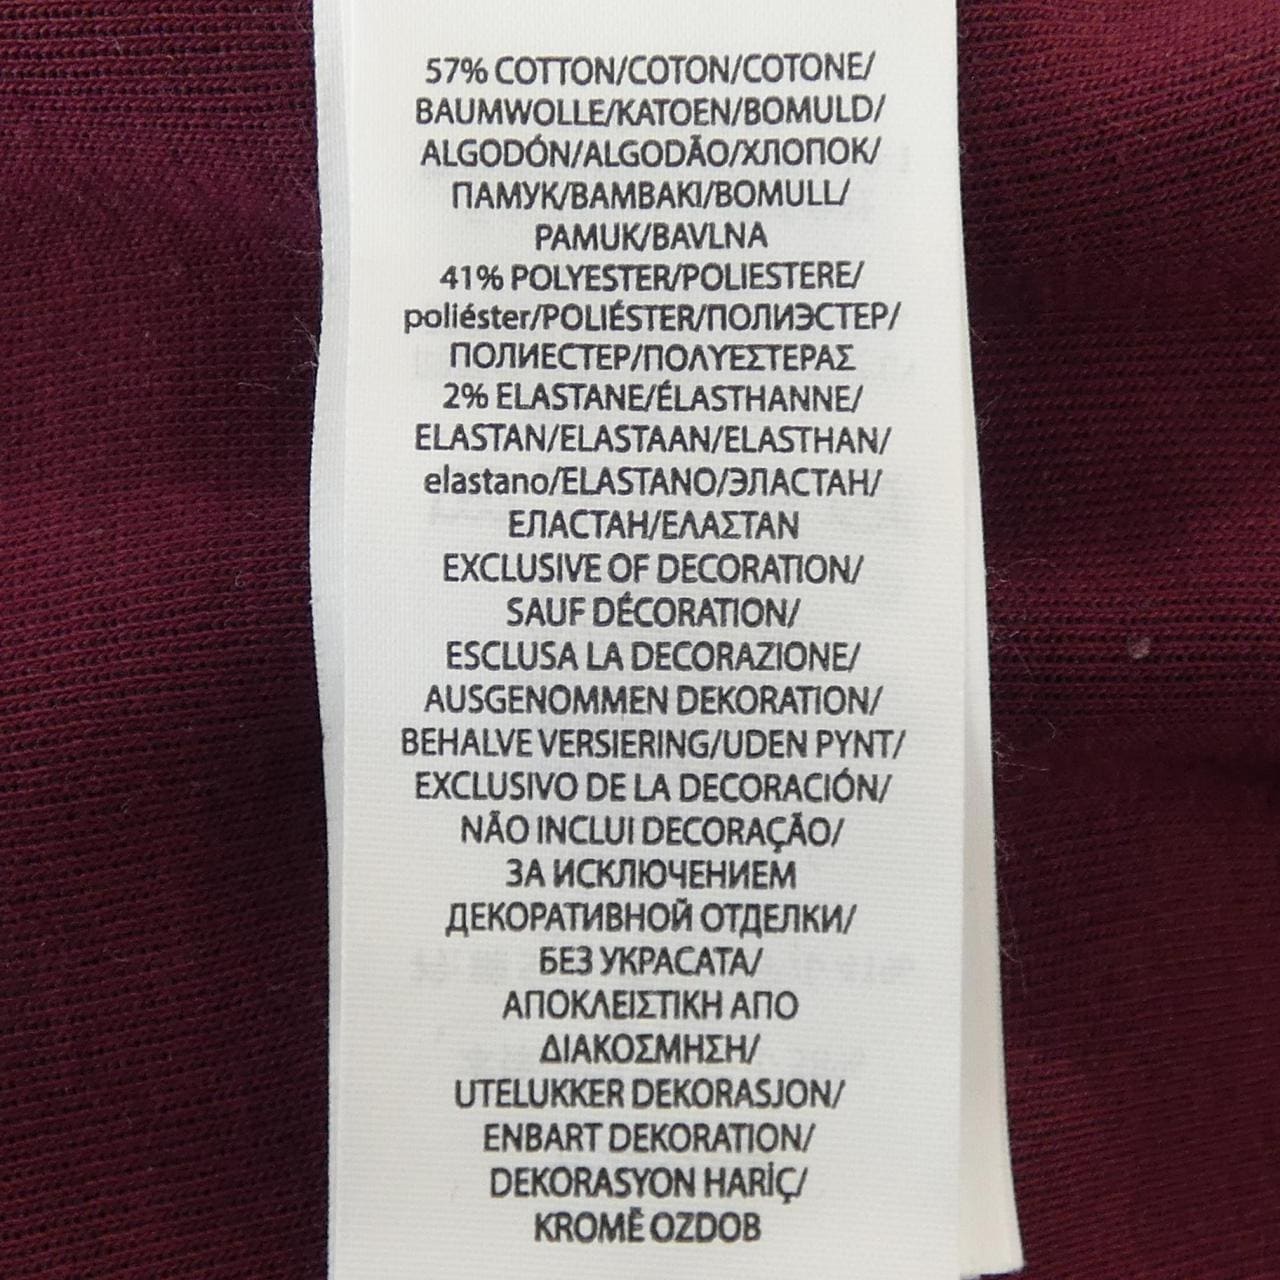 57% COTTON/COTON/COTONE/
BAUMWOLLE/KATOEN/BOMULD/
ALGODÓN/ALGODÃO/ХЛОПОК/
ПАМУК/ΒΑΜΒΑΚΙ/BOMULL/
PAMUK/BAVLNA
41% POLYESTER/POLIESTERE/
poliéster/POLIÉSTER/ПОЛИЭСТЕР/
ПОЛИЕСТЕР/ΠΟΛΥΕΣΤΕΡΑΣ
2% ELASTANE/ÉLASTHANNE/
ELASTAN/ELASTAAN/ELASTHAN/
elastano/ELASTANO/ЭЛАСТАН/
ЕЛАСТАН/ΕΛΑΣΤΑΝ
EXCLUSIVE OF DECORATION/
SAUF DÉCORATION/
ESCLUSA LA DECORAZIONE/
AUSGENOMMEN DEKORATION/
BEHALVE VERSIERING/UDEN PYNT/
EXCLUSIVO DE LA DECORACIÓN/
NÃO INCLUI DECORAÇÃO/
ЗА ИСКЛЮЧЕНИЕМ
ДЕКОРАТИВНОЙ ОТДЕЛКИ/
БЕЗ УКРАСАТА/
ΑΠΟΚΛΕΙΣΤΙΚΗ ΑΠΟ
ΔΙΑΚΟΣΜΗΣΗ/
UTELUKKER DEKORASJON/
ENBART DEKORATION/
DEKORASYON HARİÇ/
KROMĚ OZDOB